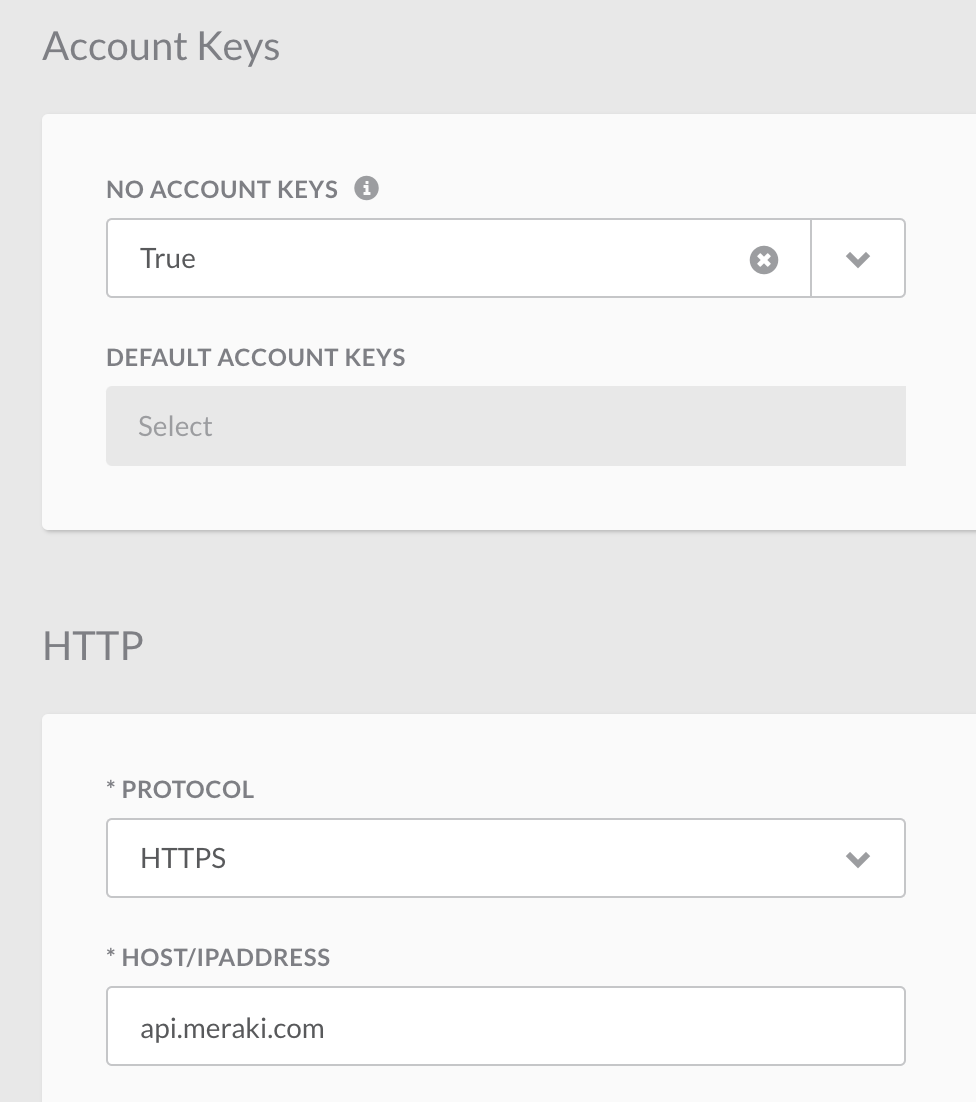 Account Keys
NO ACCOUNT KEYS
True
DEFAULT ACCOUNT KEYS
Select
HTTP
* PROTOCOL
HTTPS
* HOST/IPADDRESS
api.meraki.com